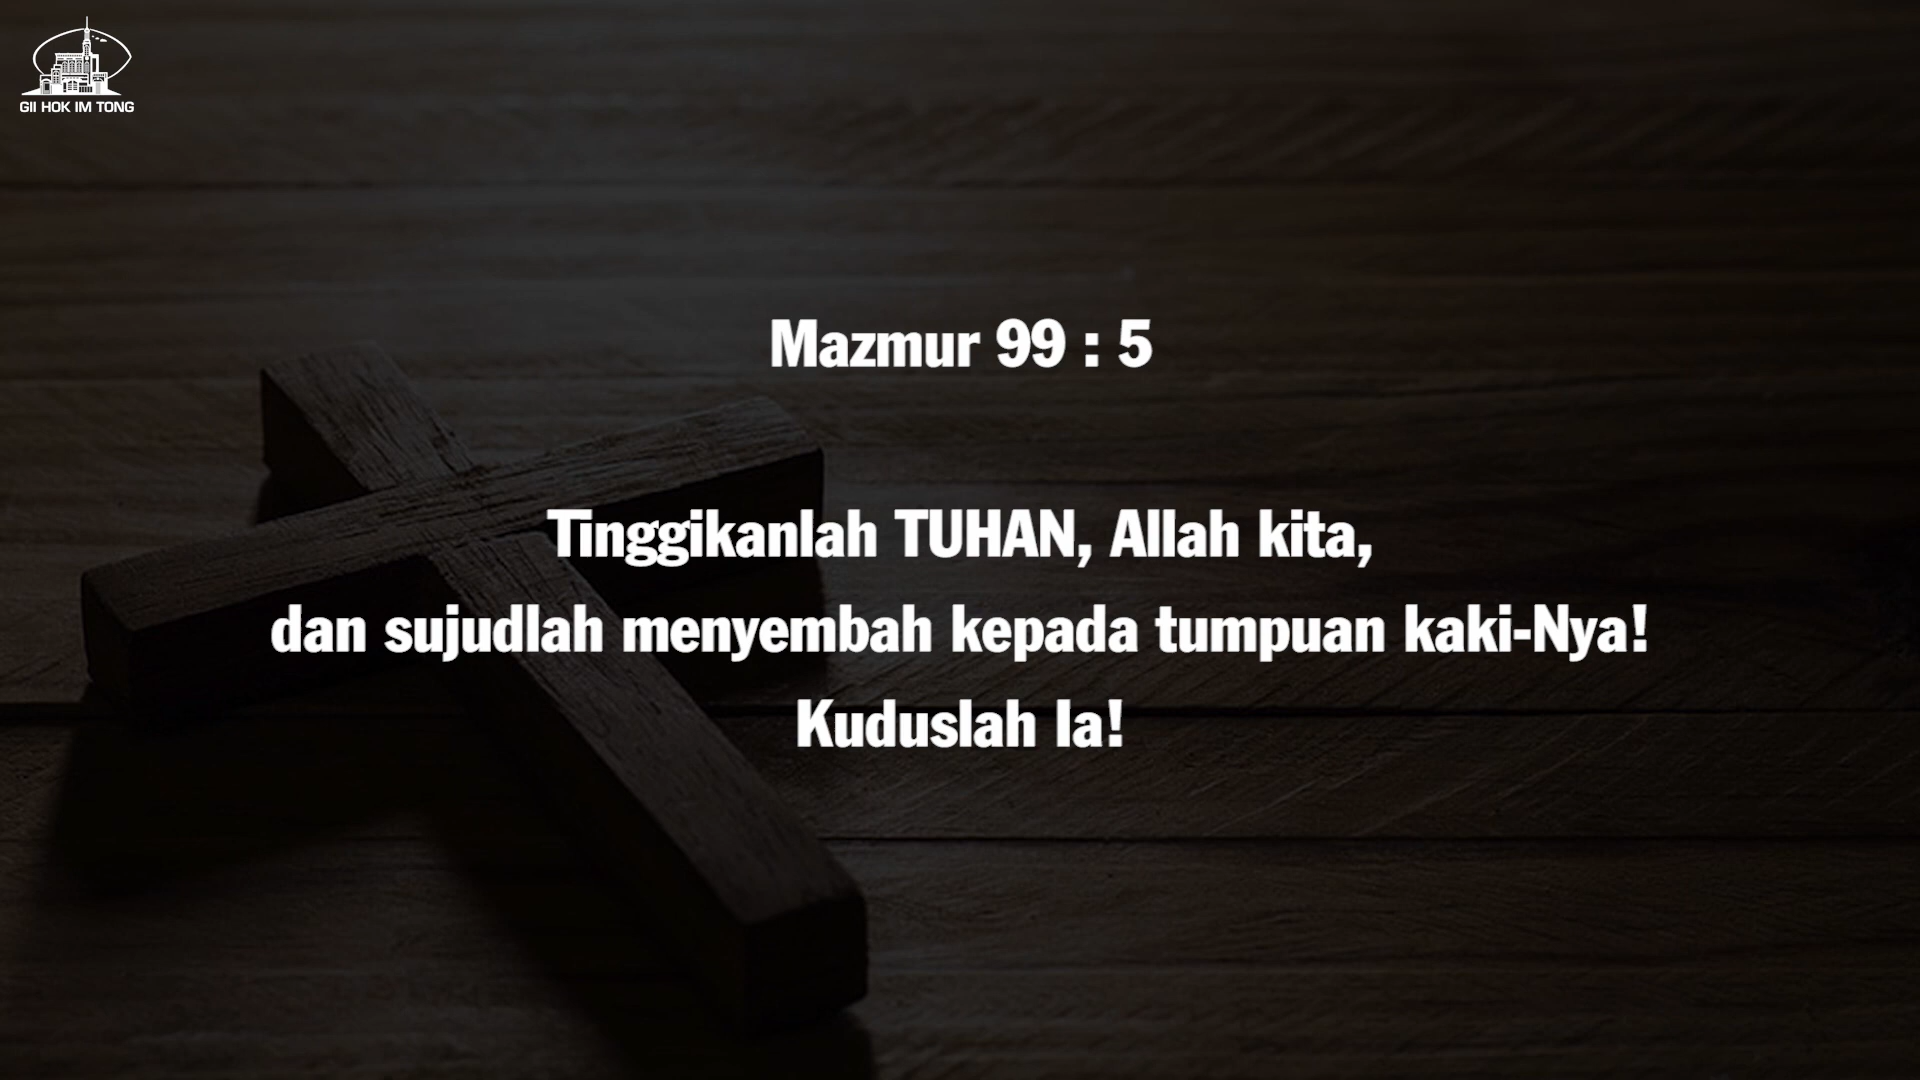 GII HOK IM TONG
Mazmur 99 : 5
Tinggikanlah TUHAN, Allah kita,
dan sujudlah menyembah kepada tumpuan kaki-Nya!
Kuduslah Ia!